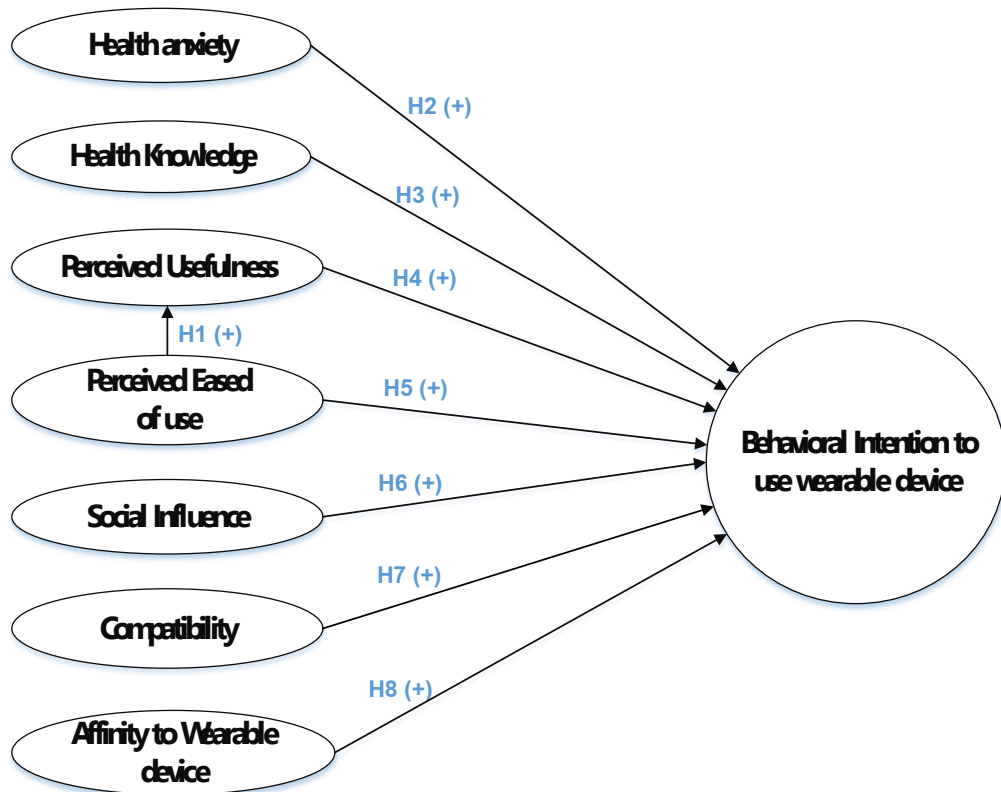 Health anxiety
H2 (+)
Health Knowledge
H3 (+)
Perceived Usefulness
H4 (+)
H1 (+)
Perceived Eased
of use
H5 (+)
Behavioral Intention to
use wearable device
H6 (+)
Social Influence
H7 (+)
Compatibility
H8 (+)
Affinity to Wearable
device